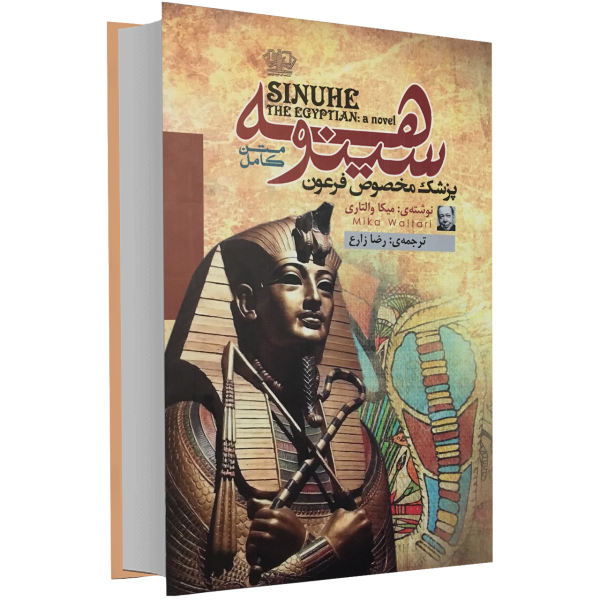 SINUHE
THE EGYPTIAN: a novel
سینوهه
متن
کامل
پزشک مخصوص فرعون
نوشته‌ی: میکا والتاری
Mika Waltari
ترجمه‌ی: رضا زارع